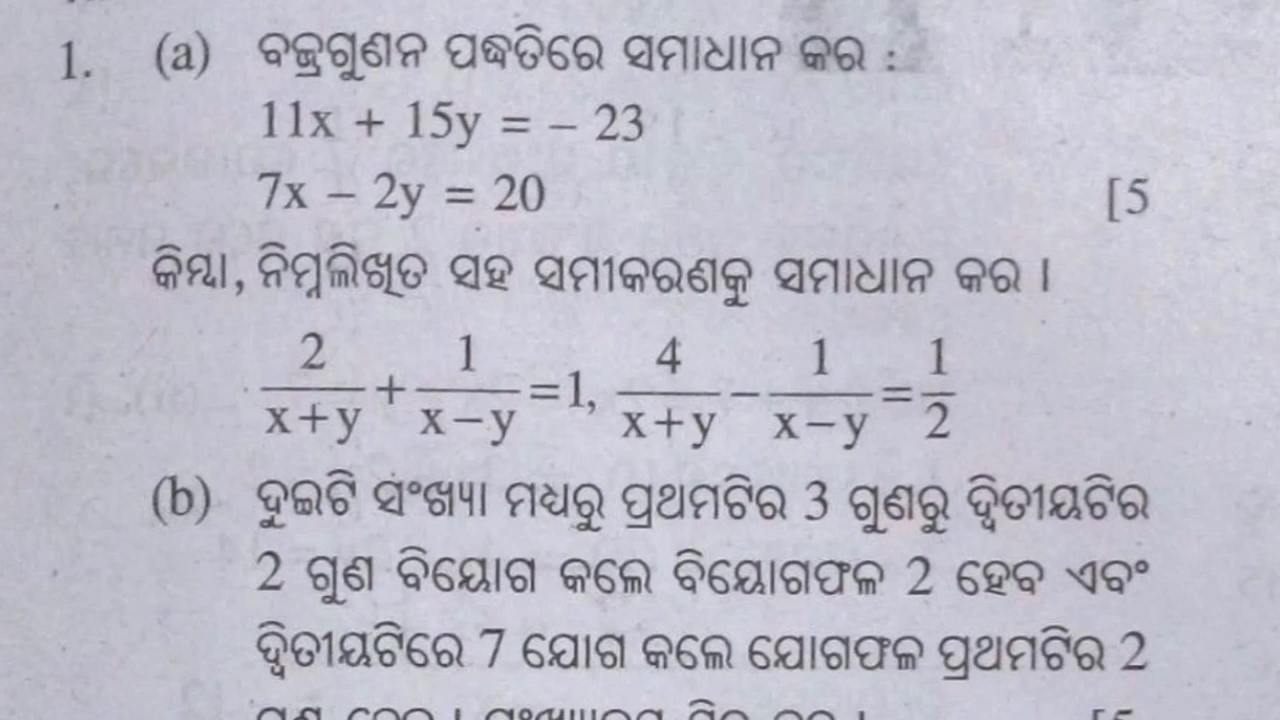 1. (a) ବଜ୍ରଗୁଣନ ପଦ୍ଧତିରେ ସମାଧାନ କର :
11x + 15y = – 23
7x – 2y = 20 [5
କିମ୍ବା, ନିମ୍ନଲିଖିତ ସହ ସମୀକରଣକୁ ସମାଧାନ କର ।
2/(x+y) + 1/(x–y) = 1, 4/(x+y) – 1/(x–y) = 1/2
(b) ଦୁଇଟି ସଂଖ୍ୟା ମଧ୍ୟରୁ ପ୍ରଥମଟିର 3 ଗୁଣରୁ ଦ୍ୱିତୀୟଟିର
2 ଗୁଣ ବିୟୋଗ କଲେ ବିୟୋଗଫଳ 2 ହେବ ଏବଂ
ଦ୍ୱିତୀୟଟିରେ 7 ଯୋଗ କଲେ ଯୋଗଫଳ ପ୍ରଥମଟିର 2